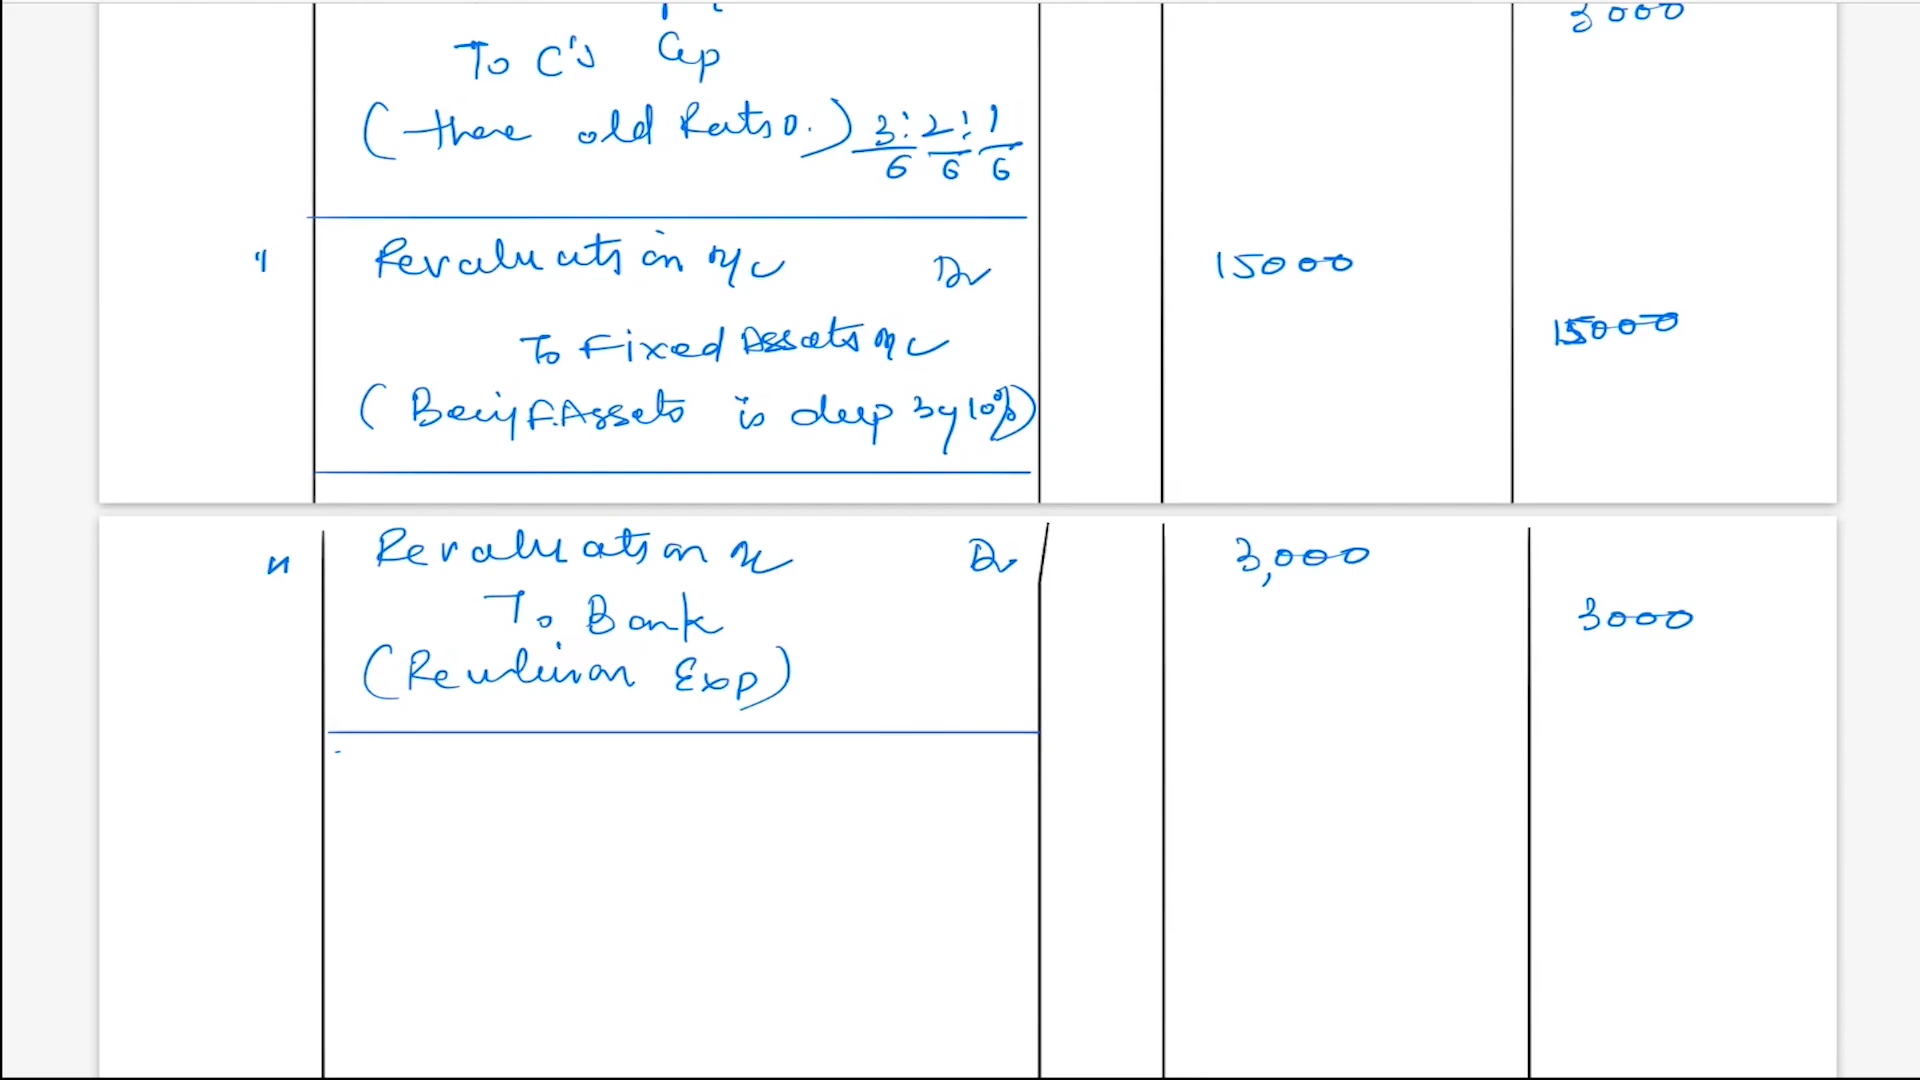 3000
To C's Cap
(there old Ratio.) 3/6 : 2/6 : 1/6
" Revaluation A/c Dr 15000
To Fixed Assets A/c 15000
(Being F.Assets is dep by 10%)
" Revaluation A/c Dr 3,000
To Bank 3000
( Exp)